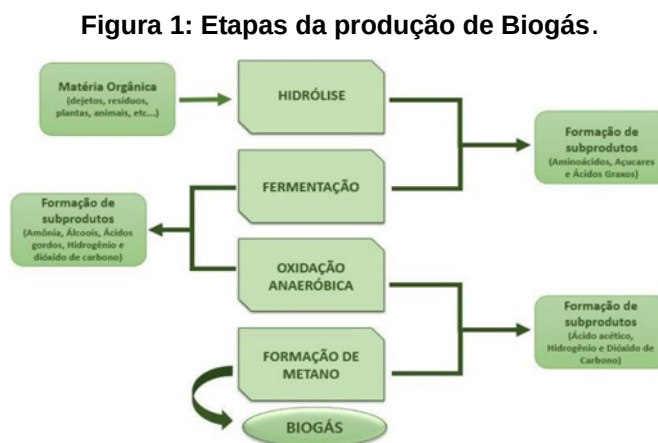 Figura 1: Etapas da produção de Biogás.
Matéria Orgânica
(dejetos, resíduos,
plantas, animais, etc...)
HIDRÓLISE
Formação de
subprodutos
(Aminoácidos, Açucares
e Ácidos Graxos)
FERMENTAÇÃO
Formação de
subprodutos
(Amônia, Álcoois, Ácidos
gordos, Hidrogênio e
dióxido de carbono)
OXIDAÇÃO
ANAERÓBICA
Formação de
subprodutos
(Ácido acético,
Hidrogênio e Dióxido de
Carbono)
FORMAÇÃO DE
METANO
BIOGÁS